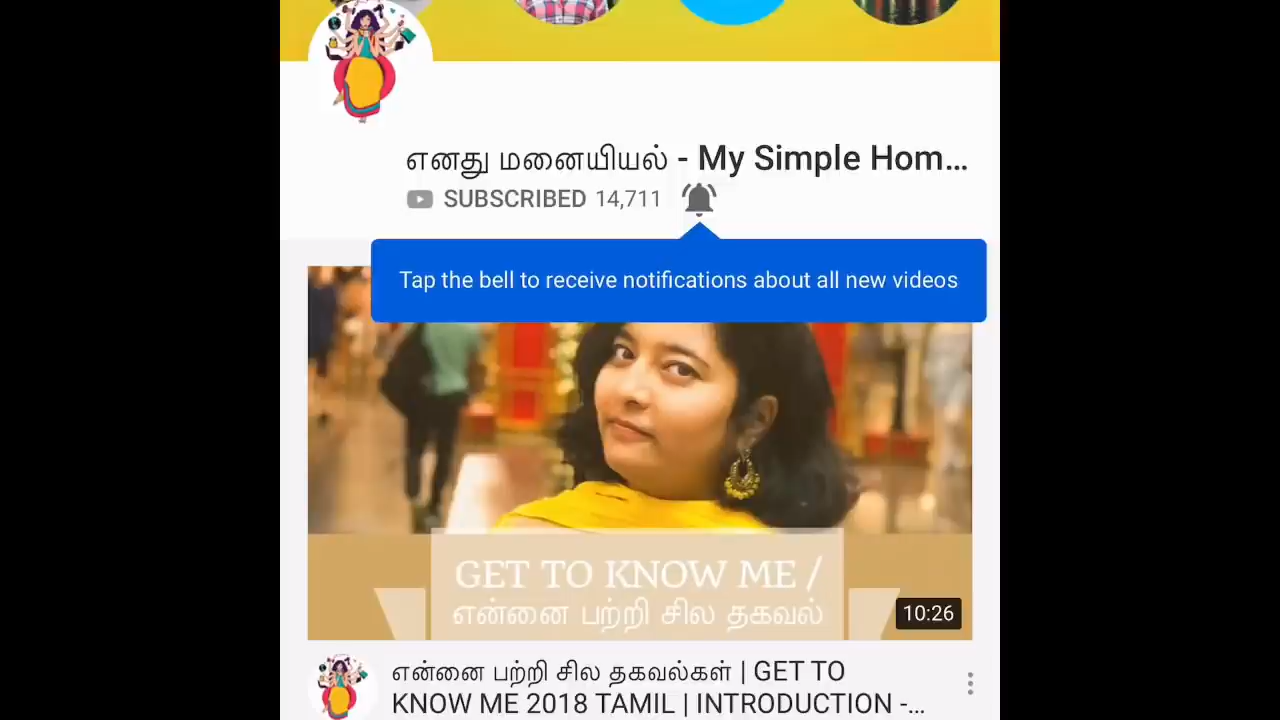 எனது மனையியல் - My Simple Hom...
SUBSCRIBED 14,711
Tap the bell to receive notifications about all new videos
GET TO KNOW ME /
என்னை பற்றி சில தகவல்
10:26
என்னை பற்றி சில தகவல்கள் | GET TO
KNOW ME 2018 TAMIL | INTRODUCTION -...